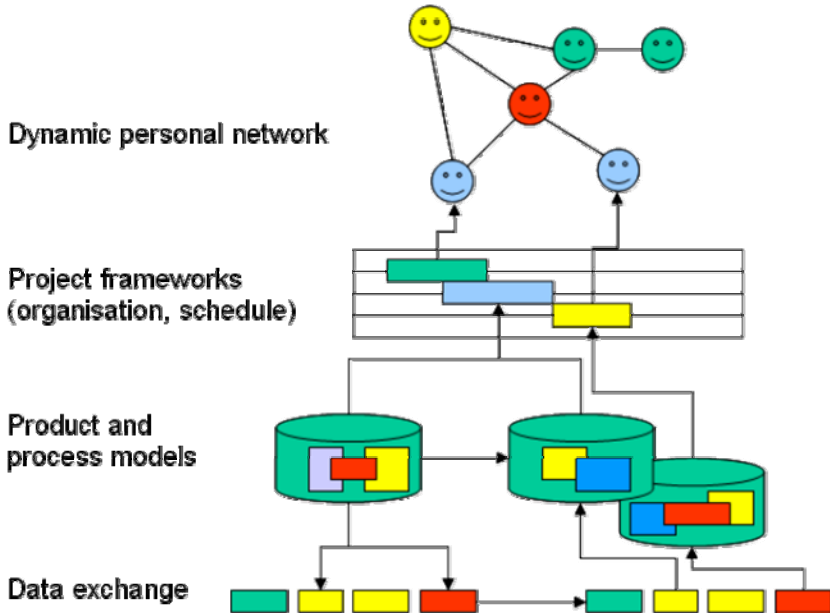 Dynamic personal network
Project frameworks
(organisation, schedule)
Product and
process models
Data exchange